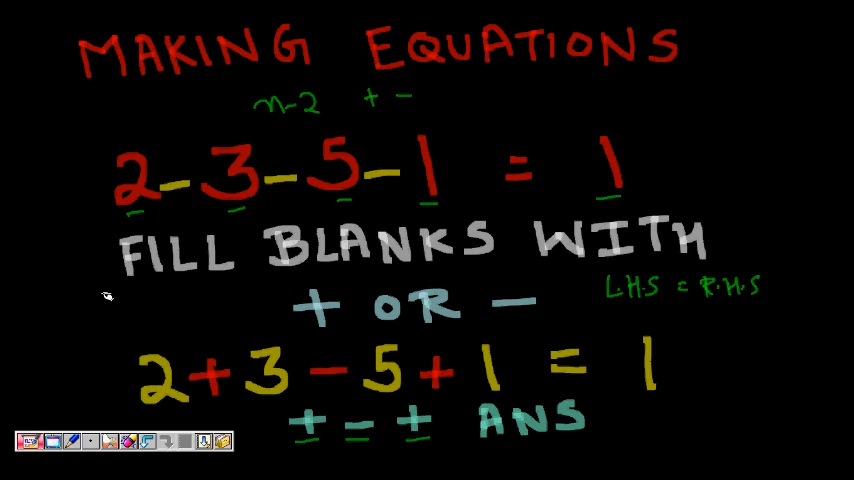 MAKING EQUATIONS
n-2 + -
2 _ 3 _ 5 _ 1 = 1
FILL BLANKS WITH
+ OR -
L.H.S = R.H.S
2 + 3 - 5 + 1 = 1
+ - + ANS